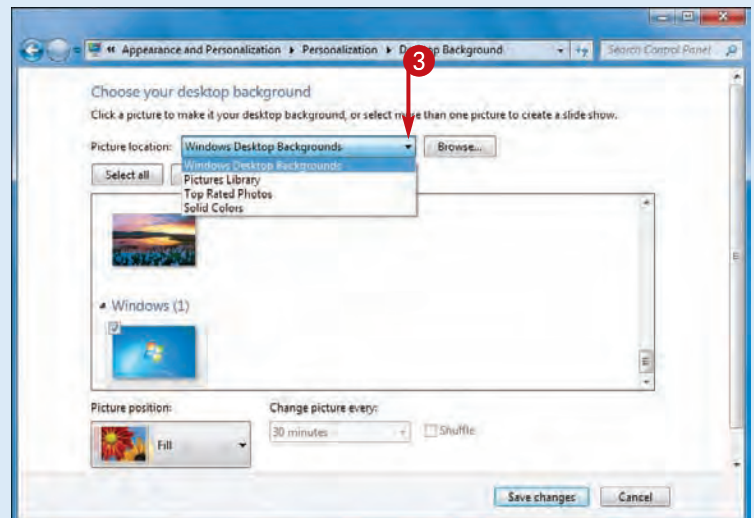 Appearance and Personalization ▸ Personalization ▸ Background
Search Control Panel
3
Choose your desktop background
Click a picture to make it your desktop background, or select more than one picture to create a slide show.
Picture location: Windows Desktop Backgrounds Browse...
Select all
Windows Desktop Backgrounds
Pictures Library
Top Rated Photos
Solid Colors
Windows (1)
Picture position: Change picture every:
Fill 30 minutes Shuffle
Save changes Cancel